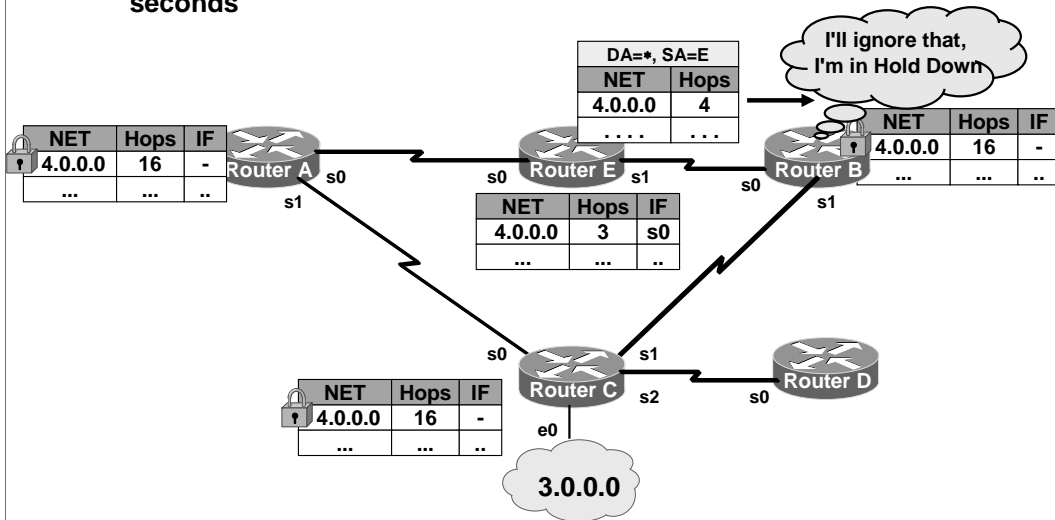 seconds
I'll ignore that,
I'm in Hold Down
DA=*, SA=E
NET Hops
4.0.0.0 4
. . . . . . .
NET Hops IF
4.0.0.0 16 -
... ... ..
Router A
s0
s1
s0
Router E
s1
s0
Router B
s1
NET Hops IF
4.0.0.0 16 -
... ... ..
NET Hops IF
4.0.0.0 3 s0
... ... ..
s0
s1
Router C
s2
e0
s0
Router D
NET Hops IF
4.0.0.0 16 -
... ... ..
3.0.0.0